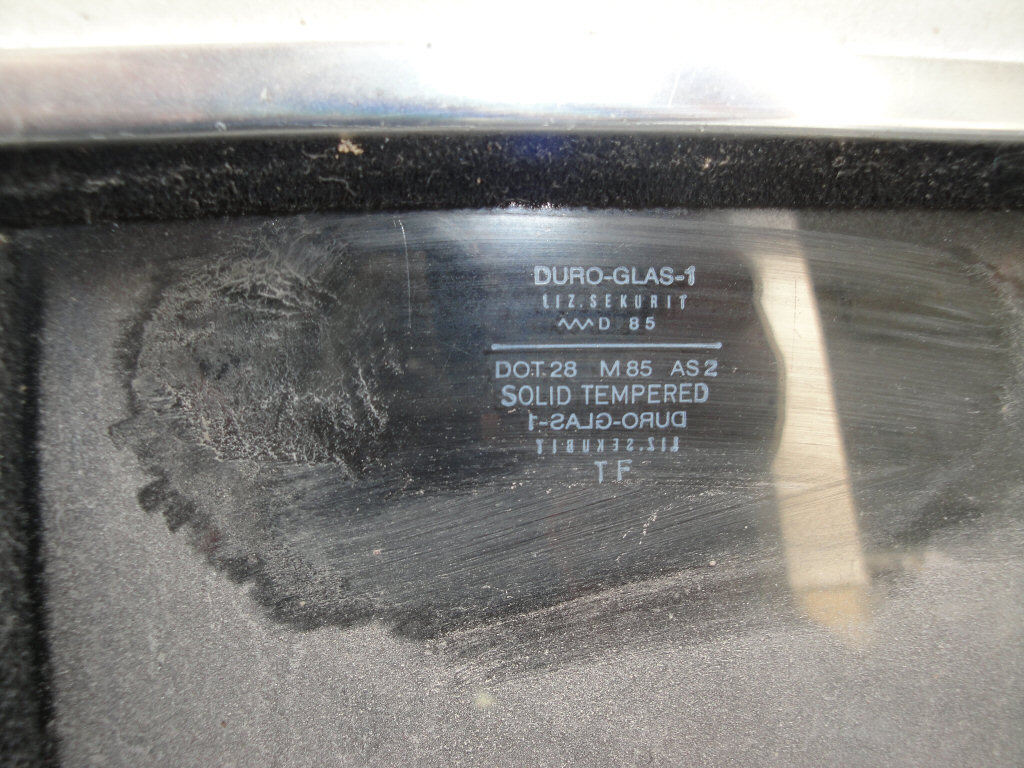 DURO-GLAS-1
LIZ.SEKURIT
D 85
DOT.28 M 85 AS 2
SOLID TEMPERED
DURO-GLAS-1
LIZ.SEKURIT
TF